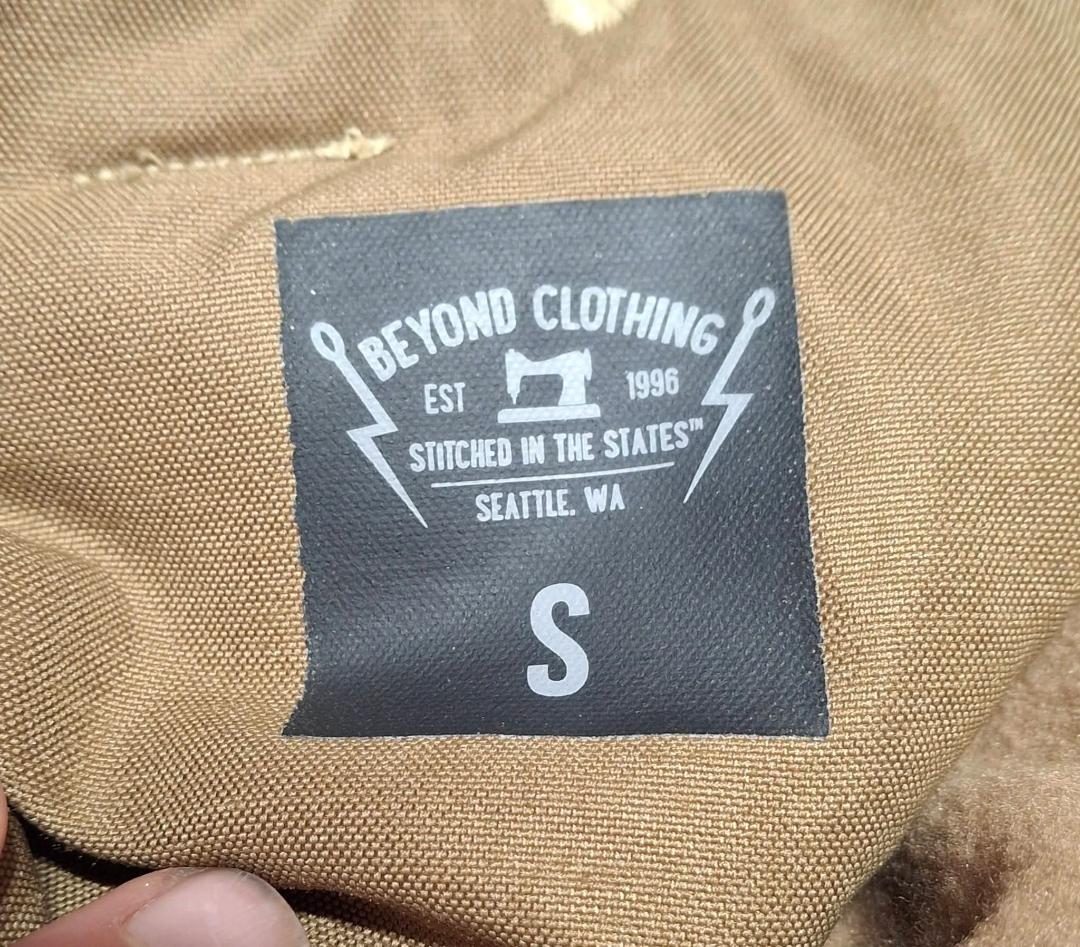 BEYOND CLOTHING
EST 1996
STITCHED IN THE STATES™
SEATTLE. WA
S